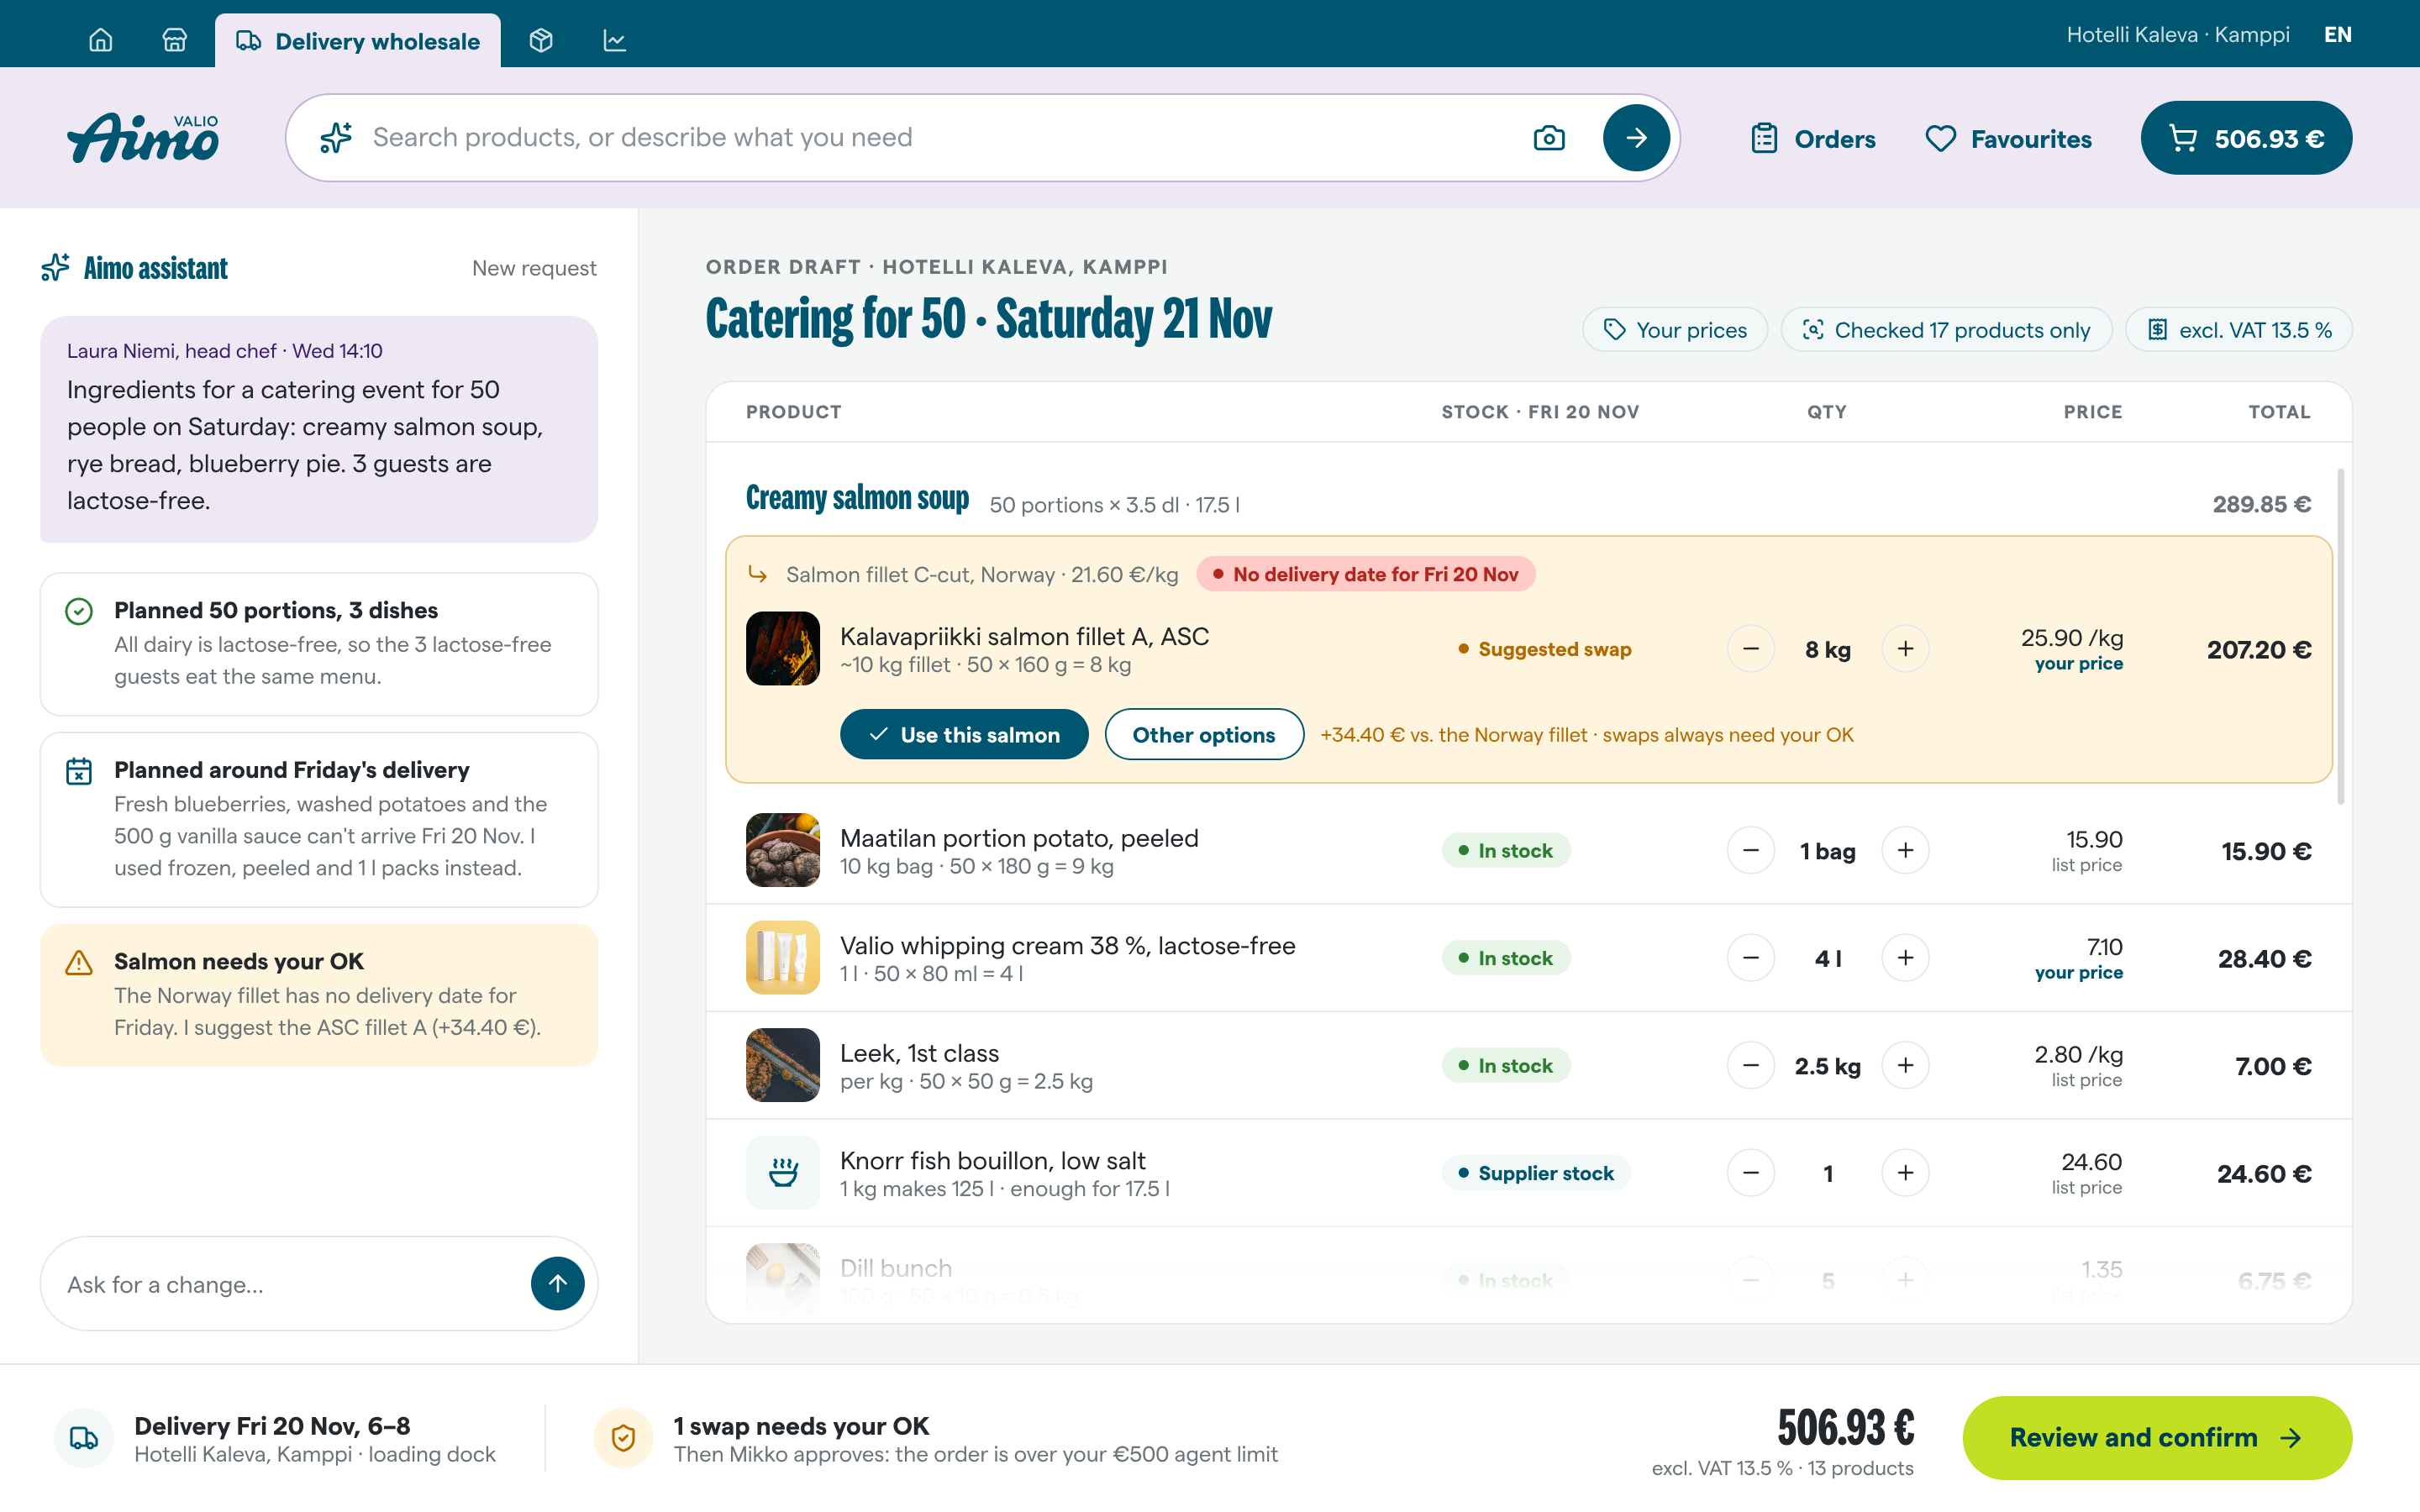 Delivery wholesale
Hotelli Kaleva · Kamppi
EN
VALIO
Aimo
Search products, or describe what you need
Orders
Favourites
506.93 €
Aimo assistant
New request
Laura Niemi, head chef · Wed 14:10
Ingredients for a catering event for 50
people on Saturday: creamy salmon soup,
rye bread, blueberry pie. 3 guests are
lactose-free.
Planned 50 portions, 3 dishes
All dairy is lactose-free, so the 3 lactose-free
guests eat the same menu.
Planned around Friday's delivery
Fresh blueberries, washed potatoes and the
500 g vanilla sauce can't arrive Fri 20 Nov. I
used frozen, peeled and 1 l packs instead.
Salmon needs your OK
The Norway fillet has no delivery date for
Friday. I suggest the ASC fillet A (+34.40 €).
Ask for a change...
ORDER DRAFT · HOTELLI KALEVA, KAMPPI
Catering for 50 · Saturday 21 Nov
Your prices
Checked 17 products only
excl. VAT 13.5 %
PRODUCT
STOCK · FRI 20 NOV
QTY
PRICE
TOTAL
Creamy salmon soup
50 portions × 3.5 dl · 17.5 l
289.85 €
Salmon fillet C-cut, Norway · 21.60 €/kg
No delivery date for Fri 20 Nov
Kalavapriikki salmon fillet A, ASC
~10 kg fillet · 50 × 160 g = 8 kg
Suggested swap
8 kg
25.90 /kg
your price
207.20 €
Use this salmon
Other options
+34.40 € vs. the Norway fillet · swaps always need your OK
Maatilan portion potato, peeled
10 kg bag · 50 × 180 g = 9 kg
In stock
1 bag
15.90
list price
15.90 €
Valio whipping cream 38 %, lactose-free
1 l · 50 × 80 ml = 4 l
In stock
4 l
7.10
your price
28.40 €
Leek, 1st class
per kg · 50 × 50 g = 2.5 kg
In stock
2.5 kg
2.80 /kg
list price
7.00 €
Knorr fish bouillon, low salt
1 kg makes 125 l · enough for 17.5 l
Supplier stock
1
24.60
list price
24.60 €
Dill bunch
100 g · 50 × 10 g = 0.5 kg
In stock
5
1.35
list price
6.75 €
Delivery Fri 20 Nov, 6–8
Hotelli Kaleva, Kamppi · loading dock
1 swap needs your OK
Then Mikko approves: the order is over your €500 agent limit
506.93 €
excl. VAT 13.5 % · 13 products
Review and confirm